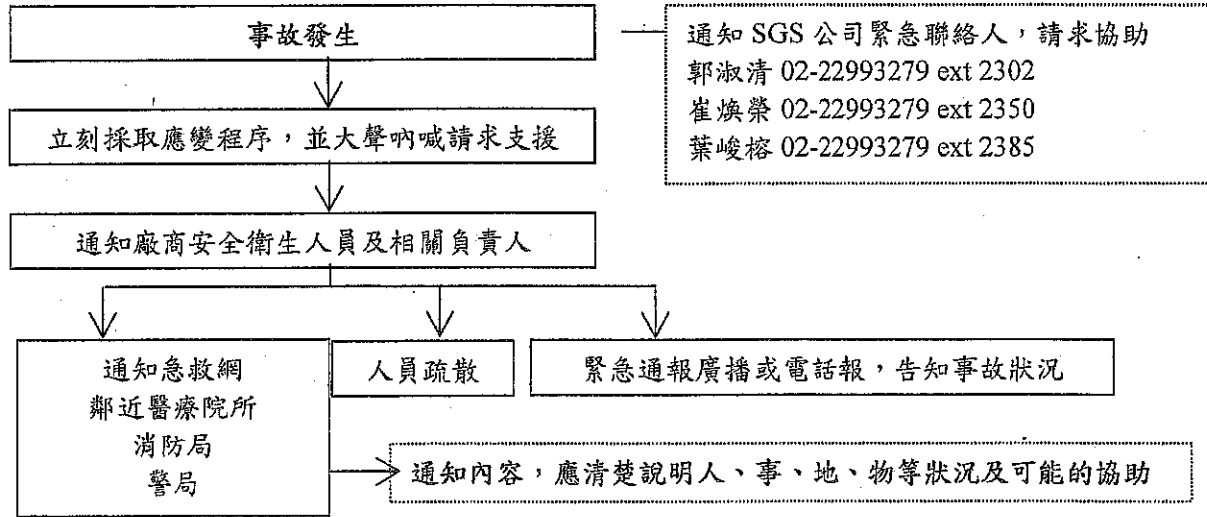 事故發生
通知 SGS 公司緊急聯絡人，請求協助
郭淑清 02-22993279 ext 2302
崔煥榮 02-22993279 ext 2350
葉峻榕 02-22993279 ext 2385
立刻採取應變程序，並大聲吶喊請求支援
通知廠商安全衛生人員及相關負責人
通知急救網
鄰近醫療院所
消防局
警局
人員疏散
緊急通報廣播或電話報，告知事故狀況
通知內容，應清楚說明人、事、地、物等狀況及可能的協助